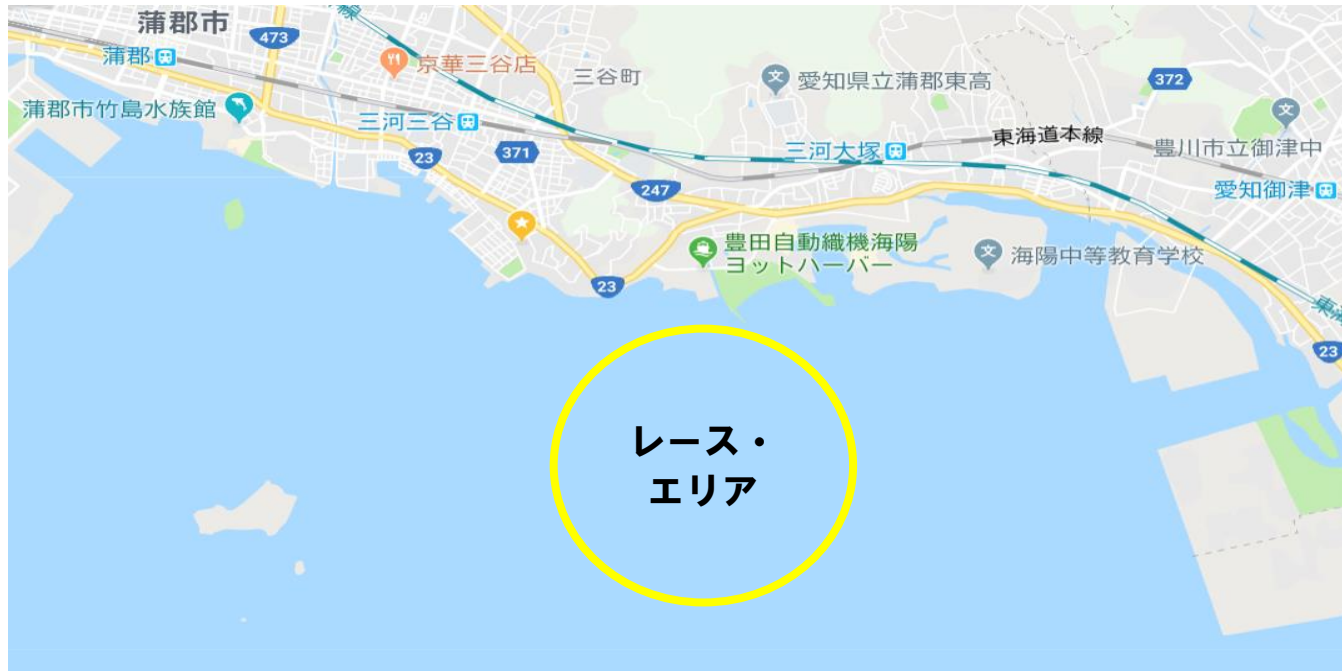 蒲郡市
473
蒲郡
京華三谷店
三谷町
愛知県立蒲郡東高
372
蒲郡市竹島水族館
三河三谷
23
371
三河大塚
東海道本線
豊川市立御津中
愛知御津
247
豊田自動織機海陽
ヨットハーバー
海陽中等教育学校
23
23
レース・
エリア